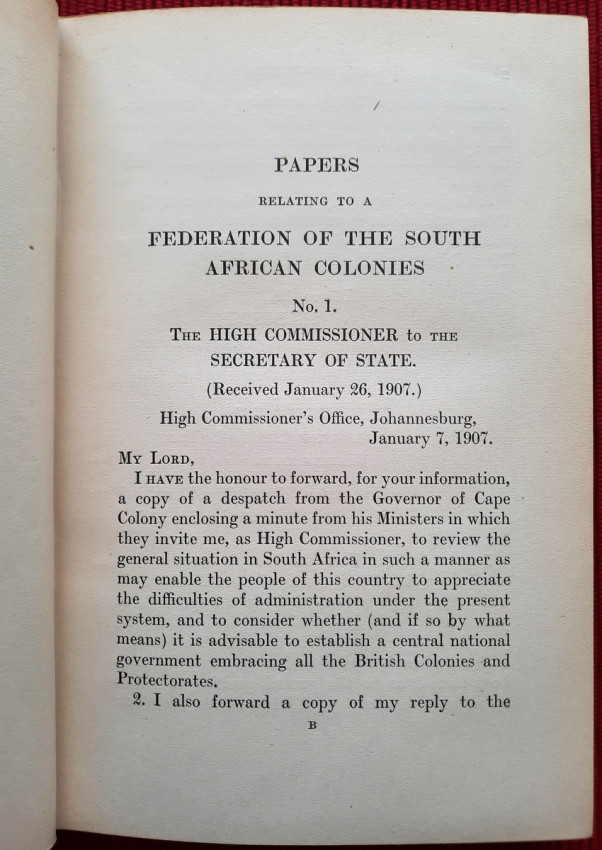 PAPERS
RELATING TO A
FEDERATION OF THE SOUTH
AFRICAN COLONIES
No. 1.
THE HIGH COMMISSIONER to THE
SECRETARY OF STATE.
(Received January 26, 1907.)
High Commissioner's Office, Johannesburg,
January 7, 1907.
MY LORD,
I HAVE the honour to forward, for your information,
a copy of a despatch from the Governor of Cape
Colony enclosing a minute from his Ministers in which
they invite me, as High Commissioner, to review the
general situation in South Africa in such a manner as
may enable the people of this country to appreciate
the difficulties of administration under the present
system, and to consider whether (and if so by what
means) it is advisable to establish a central national
government embracing all the British Colonies and
Protectorates.
2. I also forward a copy of my reply to the
B